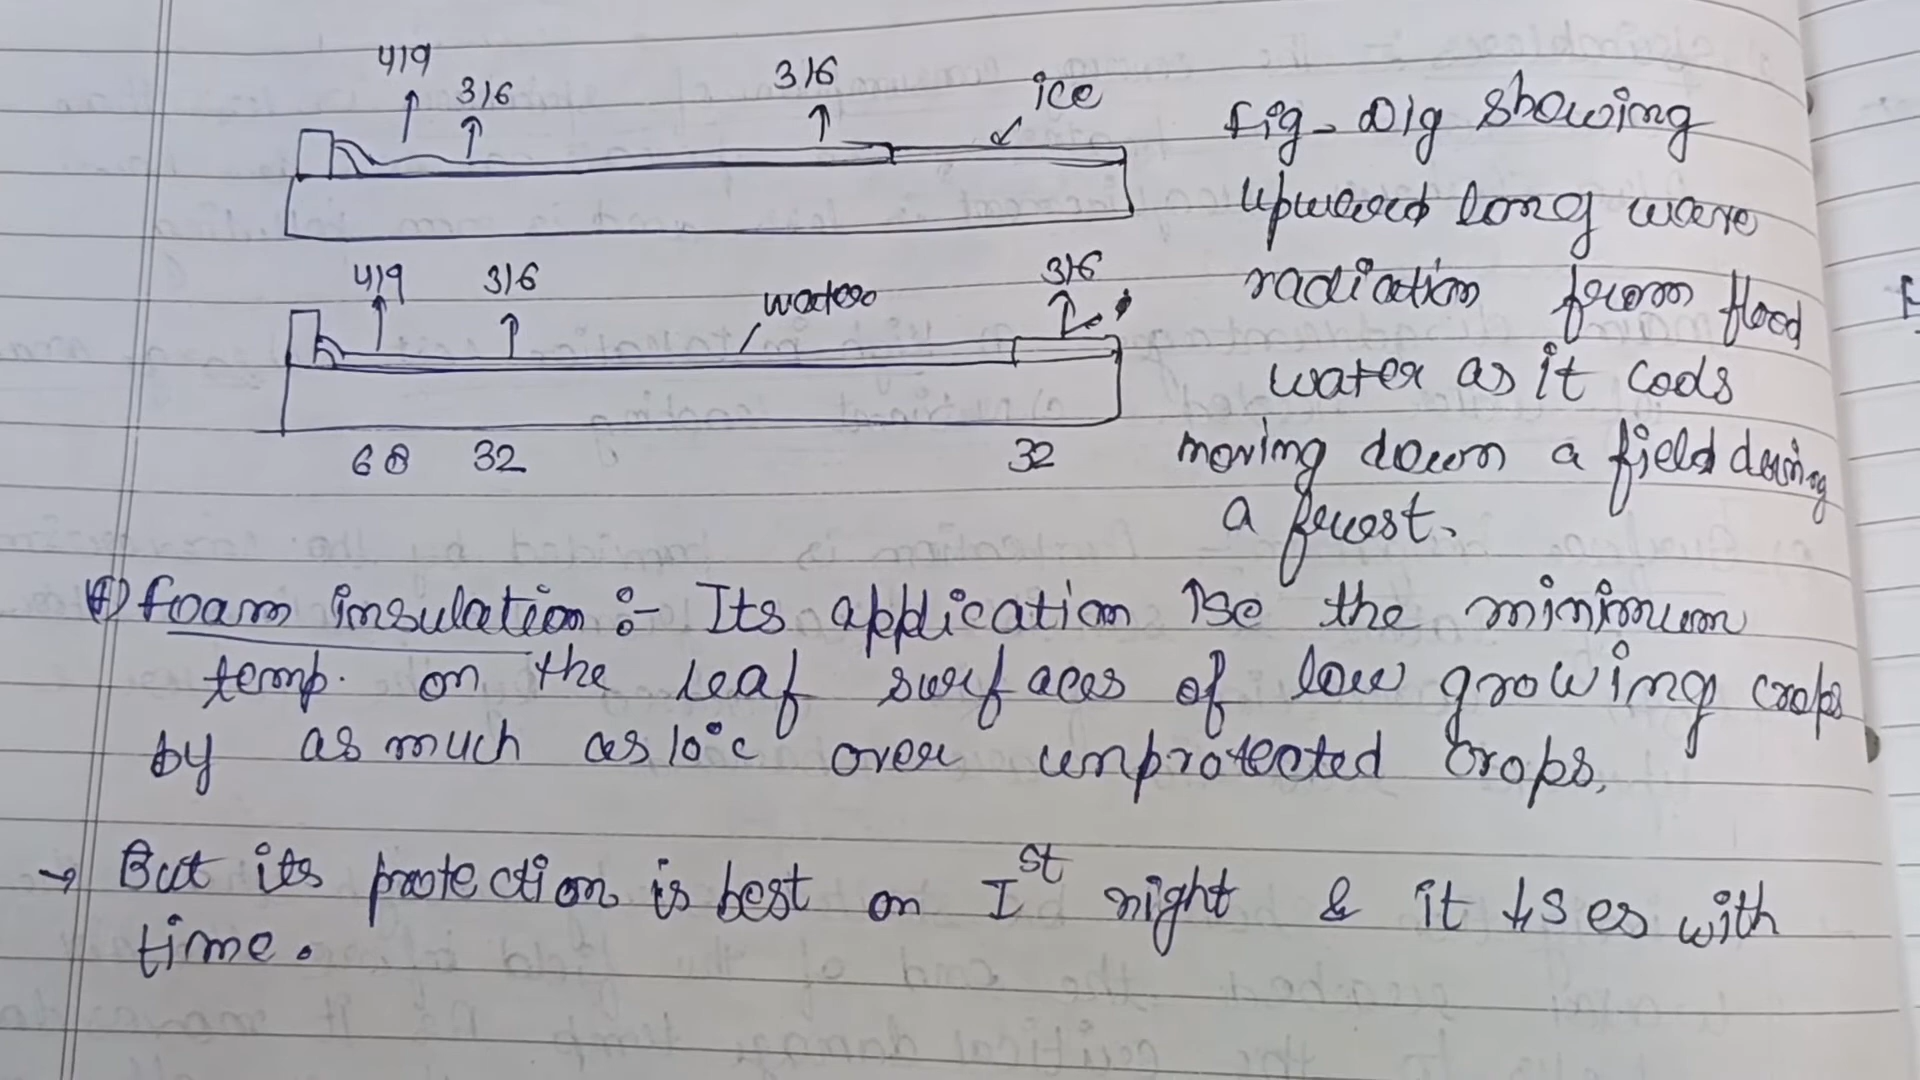 419
316
316
ice
Fig- Dig showing
upward long wave
radiation from flood
water as it cools
moving down a field during
a frost.
419
316
water
316
68 32 32
f) foam insulation :- Its application ↑se the minimum
temp. on the leaf surfaces of low growing crops
by as much as 10°c over unprotected crops.
→ But its protection is best on Ist night & it ↓ses with
time.